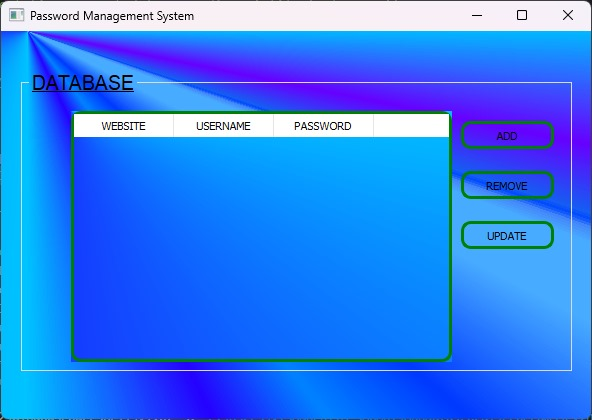 Password Management System
DATABASE
WEBSITE USERNAME PASSWORD
ADD
REMOVE
UPDATE